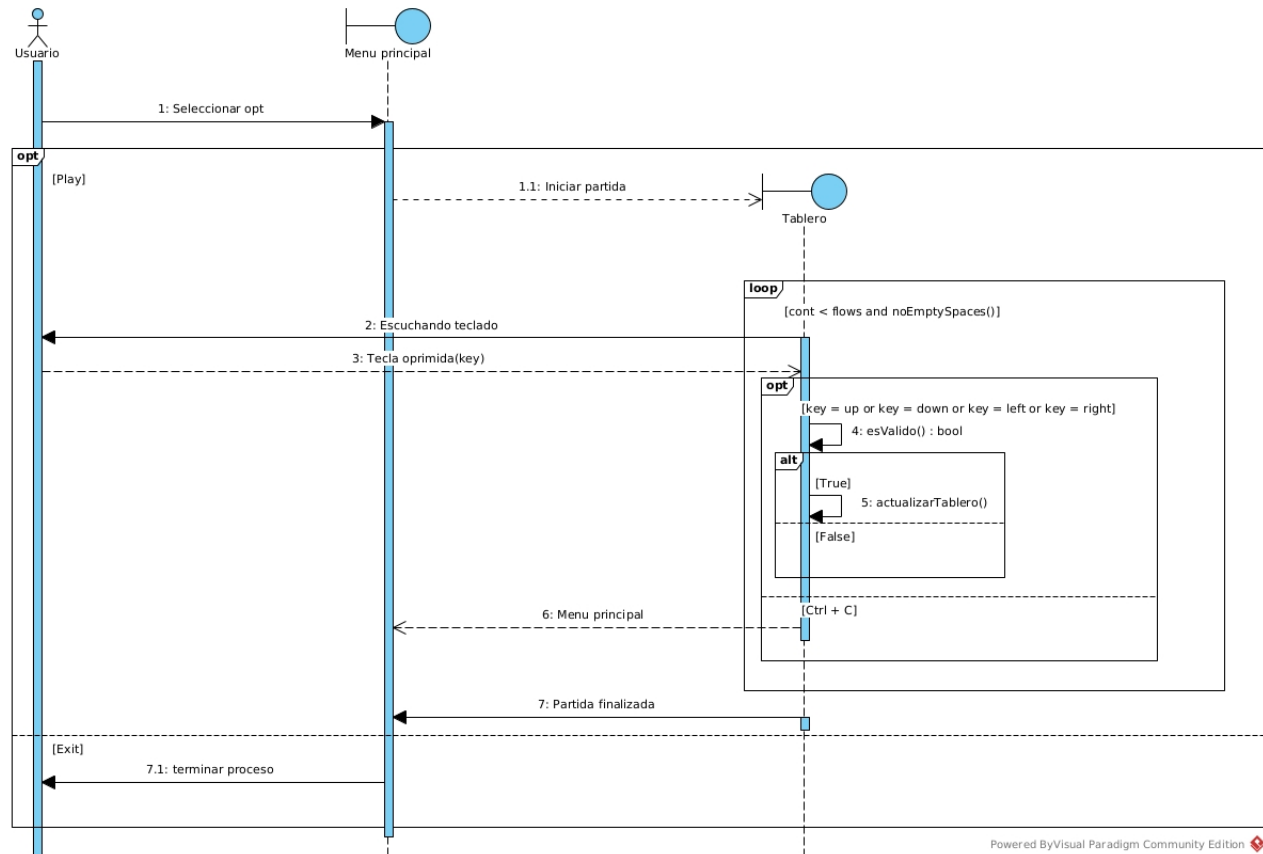 Usuario
Menu principal
1: Seleccionar opt
opt
[Play]
1.1: Iniciar partida
Tablero
loop
[cont < flows and noEmptySpaces()]
2: Escuchando teclado
3: Tecla oprimida(key)
opt
[key = up or key = down or key = left or key = right]
4: esValido() : bool
alt
[True]
5: actualizarTablero()
[False]
[Ctrl + C]
6: Menu principal
7: Partida finalizada
[Exit]
7.1: terminar proceso
Powered ByVisual Paradigm Community Edition